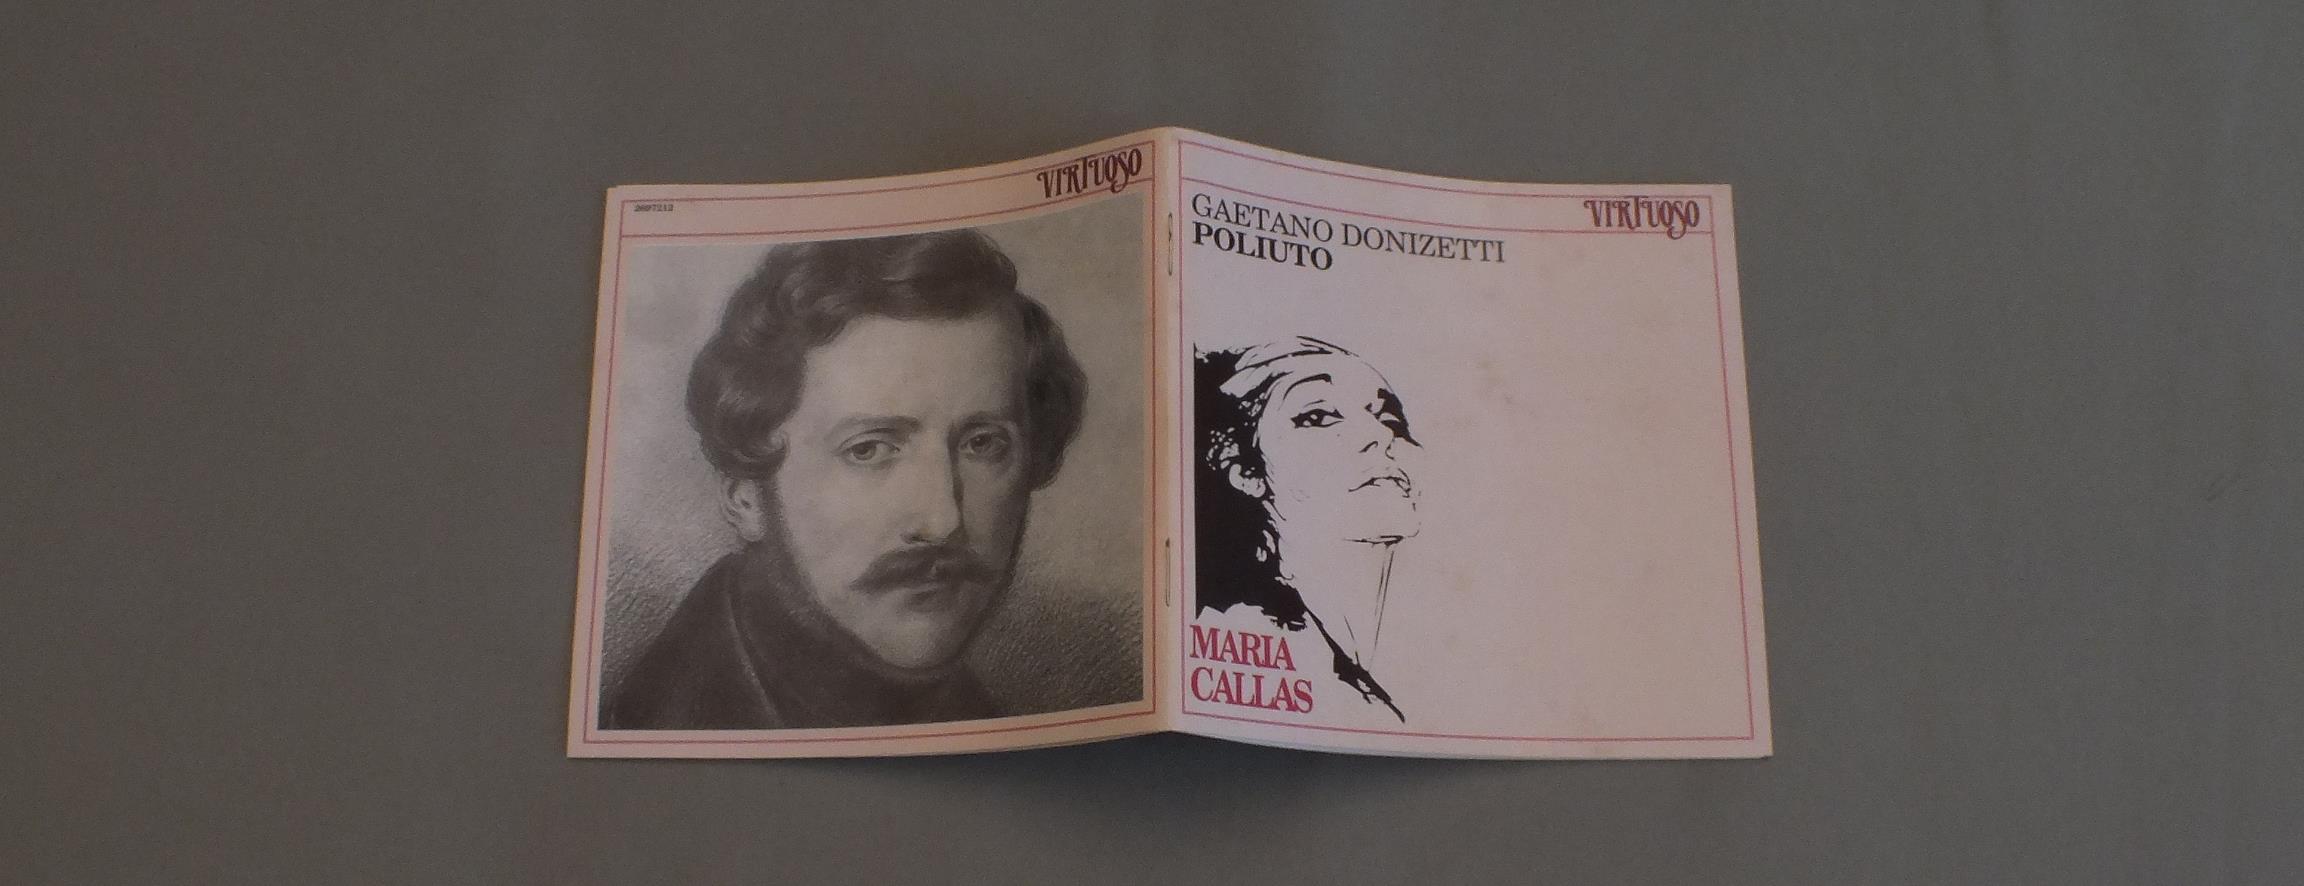 2697212
VIRTUOSO
VIRTUOSO
GAETANO DONIZETTI
POLIUTO
MARIA
CALLAS